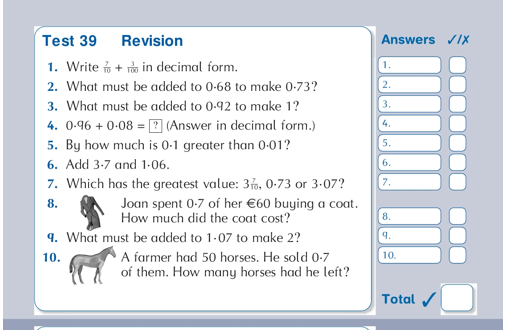 Test 39 Revision
Answers ✓/✗
1. Write 7/10 + 3/100 in decimal form.
2. What must be added to 0·68 to make 0·73?
3. What must be added to 0·92 to make 1?
4. 0·96 + 0·08 = ? (Answer in decimal form.)
5. By how much is 0·1 greater than 0·01?
6. Add 3·7 and 1·06.
7. Which has the greatest value: 3 7/10, 0·73 or 3·07?
8. Joan spent 0·7 of her €60 buying a coat.
How much did the coat cost?
9. What must be added to 1·07 to make 2?
10. A farmer had 50 horses. He sold 0·7
of them. How many horses had he left?
1.
2.
3.
4.
5.
6.
7.
8.
9.
10.
Total ✓